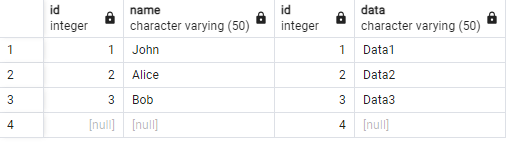 id name id data
integer character varying (50) integer character varying (50)
1 1 John 1 Data1
2 2 Alice 2 Data2
3 3 Bob 3 Data3
4 [null] [null] 4 [null]